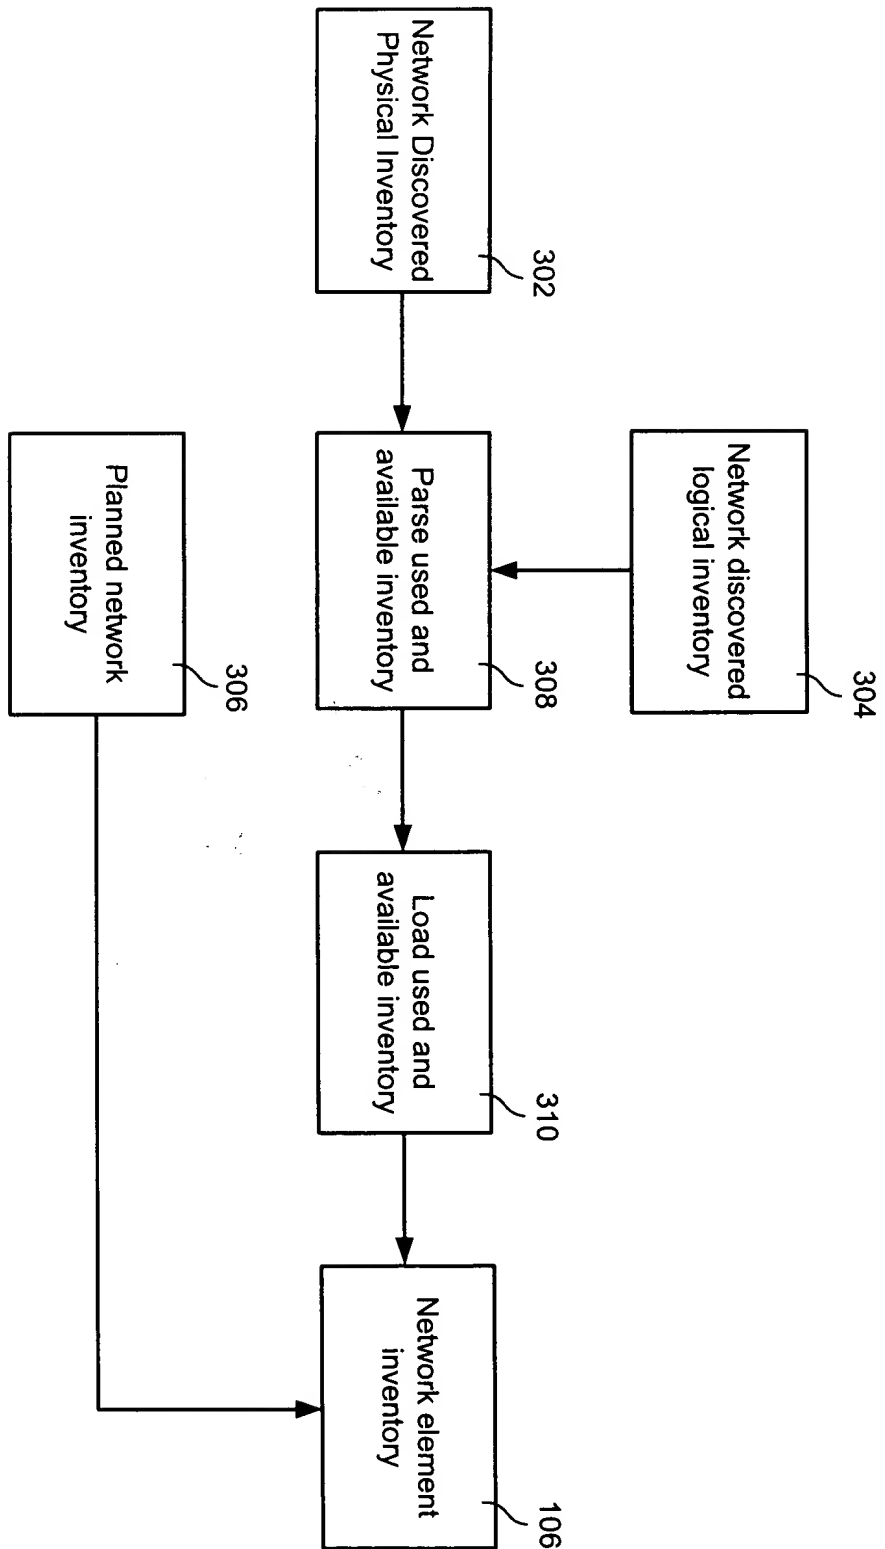 304
Network discovered
logical inventory
302
Network Discovered
Physical Inventory
308
Parse used and
available inventory
310
Load used and
available inventory
106
Network element
inventory
306
Planned network
inventory